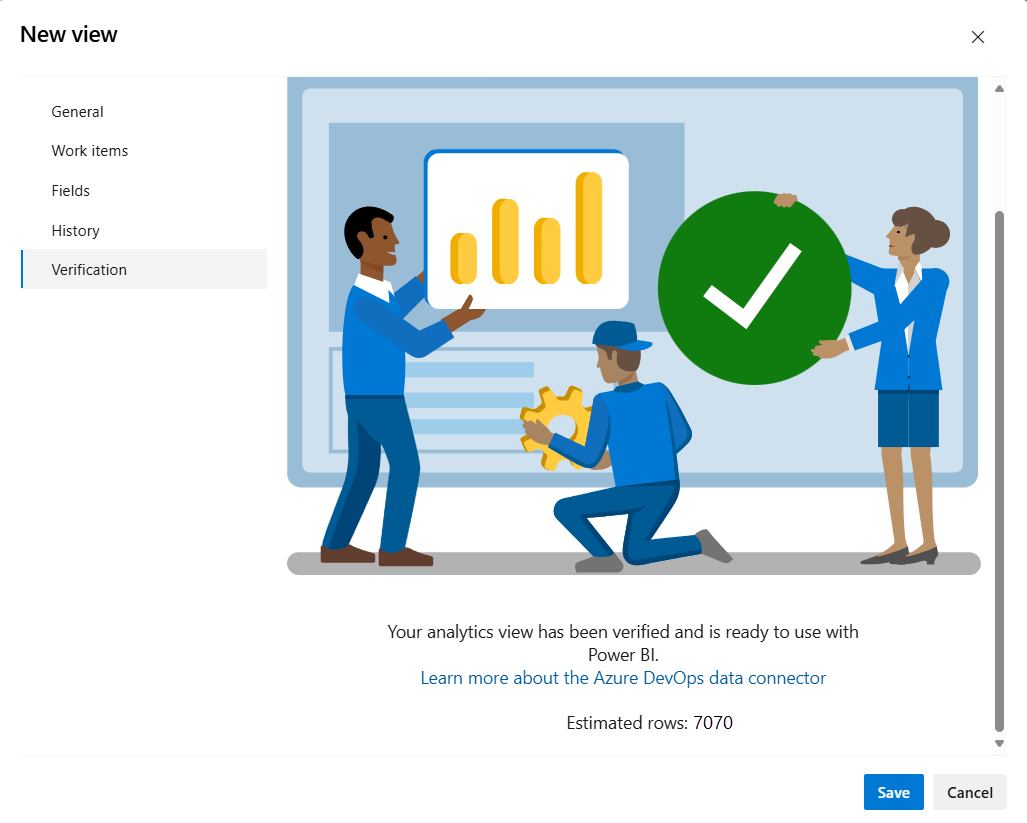 New view
General
Work items
Fields
History
Verification
Your analytics view has been verified and is ready to use with
Power BI.
Learn more about the Azure DevOps data connector
Estimated rows: 7070
Save
Cancel